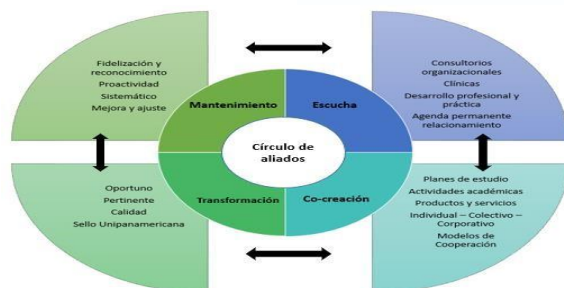 Fidelización y
reconocimiento
Proactividad
Sistemático
Mejora y ajuste
Consultorios
organizacionales
Clínicas
Desarrollo profesional y
práctica
Agenda permanente
relacionamiento
Mantenimiento
Escucha
Círculo de
aliados
Transformación
Co-creación
Oportuno
Pertinente
Calidad
Sello Unipanamericana
Planes de estudio
Actividades académicas
Productos y servicios
Individual – Colectivo –
Corporativo
Modelos de
Cooperación